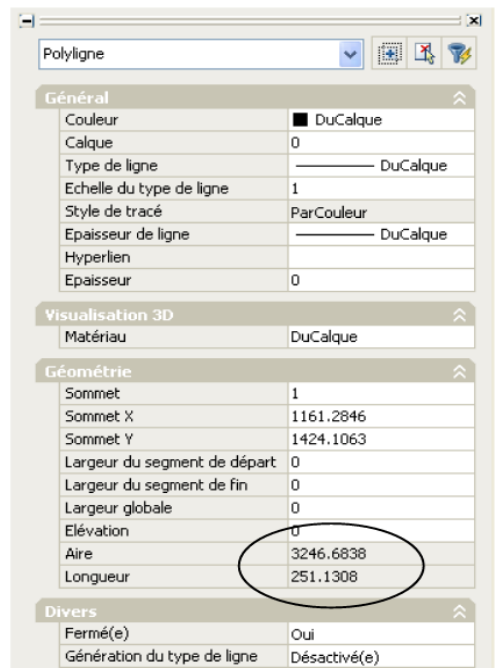 Polyligne
Général
Couleur DuCalque
Calque 0
Type de ligne DuCalque
Echelle du type de ligne 1
Style de tracé ParCouleur
Epaisseur de ligne DuCalque
Hyperlien
Epaisseur 0
Visualisation 3D
Matériau DuCalque
Géométrie
Sommet 1
Sommet X 1161.2846
Sommet Y 1424.1063
Largeur du segment de départ 0
Largeur du segment de fin 0
Largeur globale 0
Elévation 0
Aire 3246.6838
Longueur 251.1308
Divers
Fermé(e) Oui
Génération du type de ligne Désactivé(e)